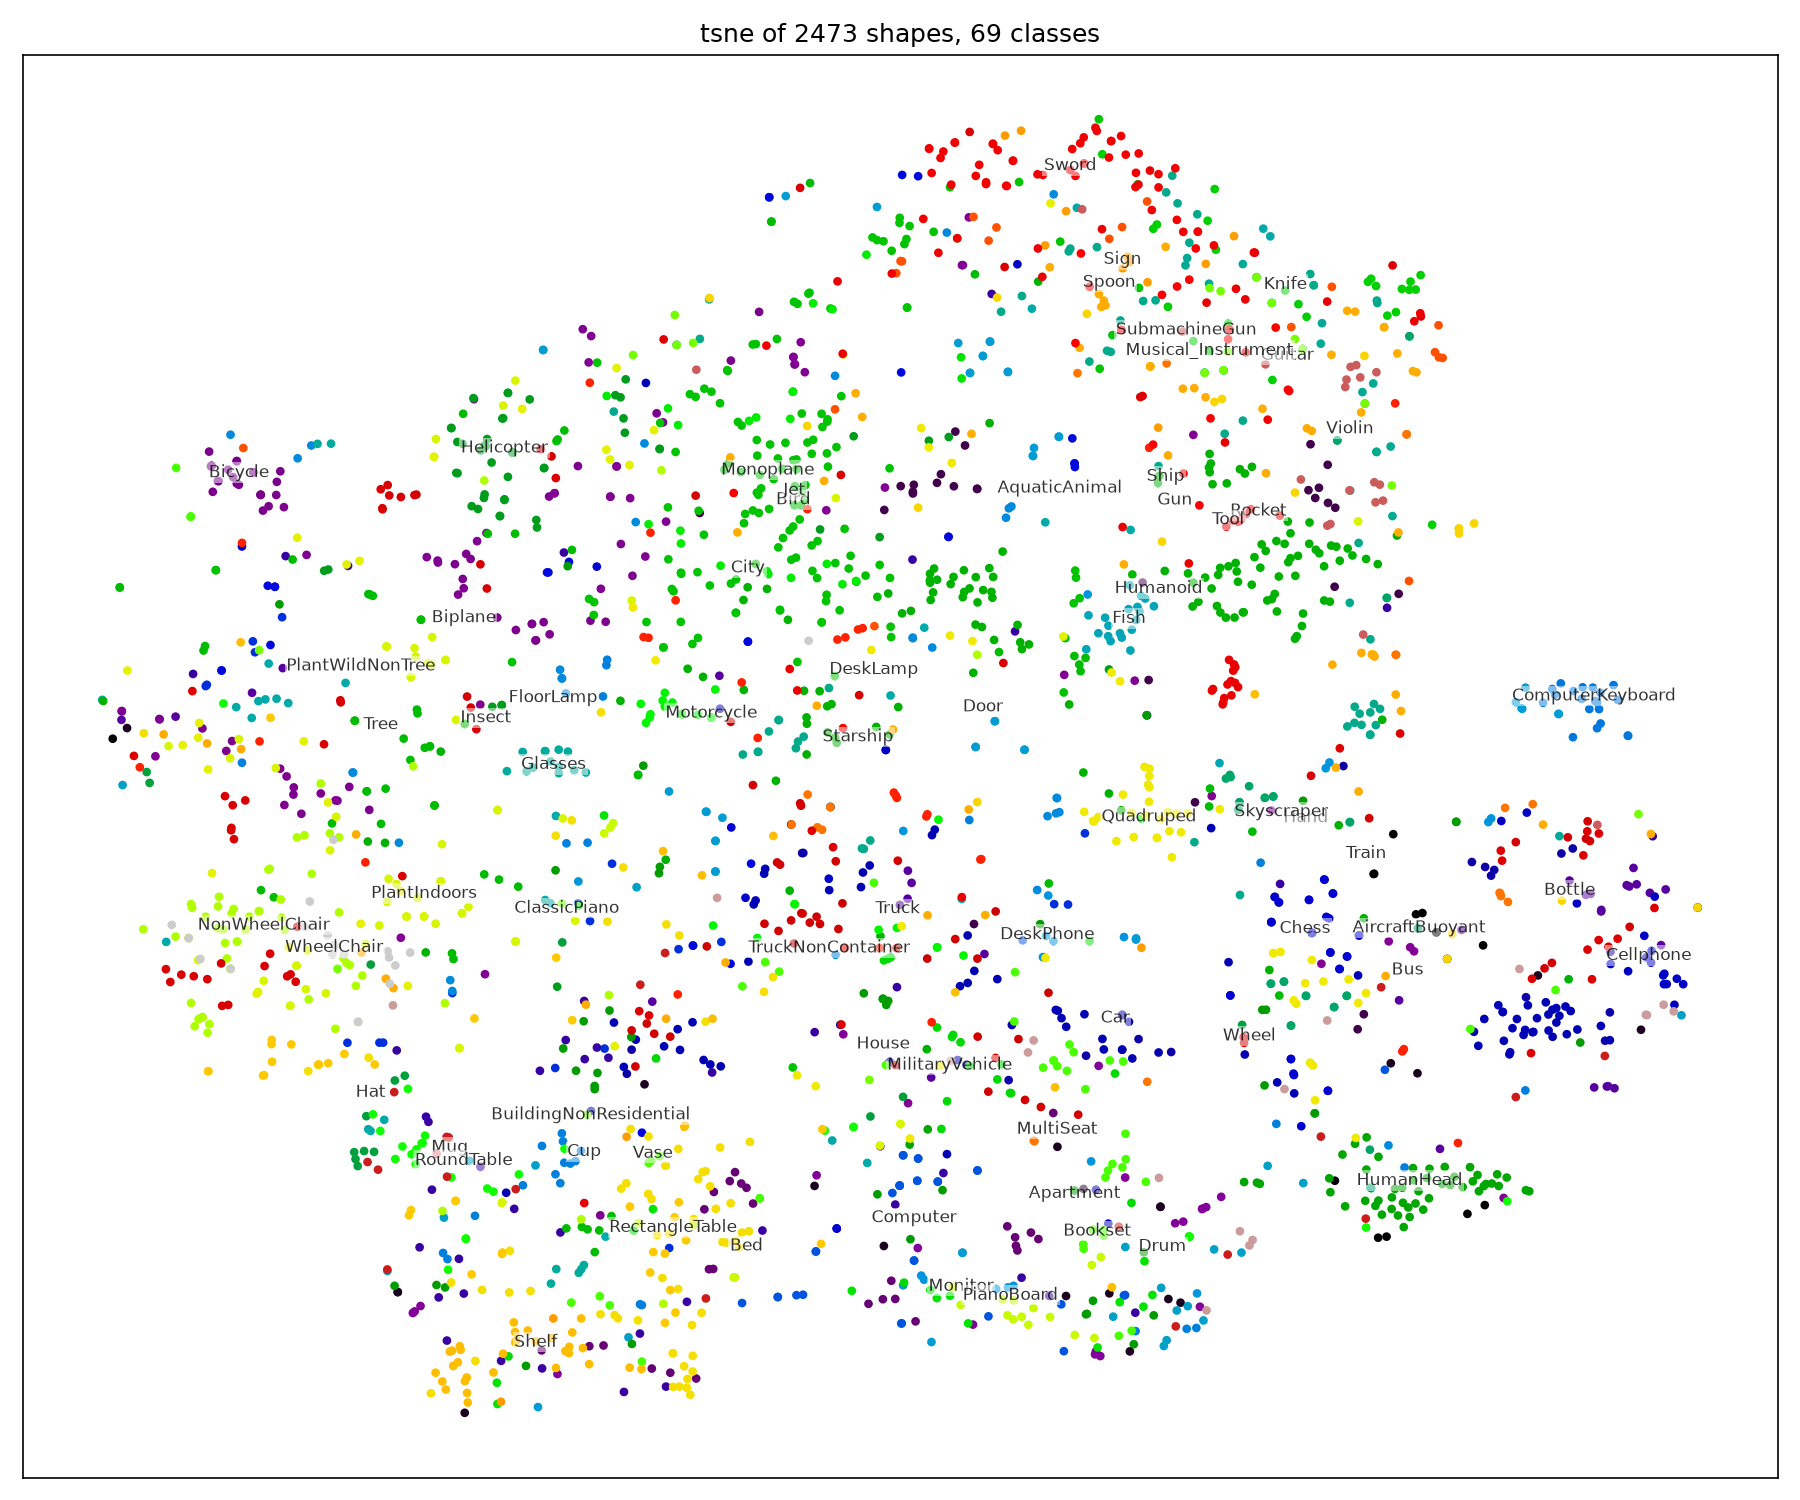 tsne of 2473 shapes, 69 classes
Sword
Sign
Spoon
Knife
SubmachineGun
Musical_Instrument
Guitar
Violin
Helicopter
Bicycle
Monoplane
Jet
Bird
AquaticAnimal
Ship
Gun
Rocket
Tool
City
Humanoid
Biplane
Fish
PlantWildNonTree
DeskLamp
FloorLamp
ComputerKeyboard
Door
Motorcycle
Insect
Tree
Starship
Glasses
Skyscraper
Hand
Quadruped
Train
PlantIndoors
Bottle
ClassicPiano
Truck
NonWheelChair
Chess
AircraftBuoyant
DeskPhone
WheelChair
TruckNonContainer
Cellphone
Bus
Car
Wheel
House
MilitaryVehicle
Hat
BuildingNonResidential
MultiSeat
Mug
Cup
Vase
RoundTable
HumanHead
Apartment
Computer
RectangleTable
Bookset
Bed
Drum
Monitor
PianoBoard
Shelf